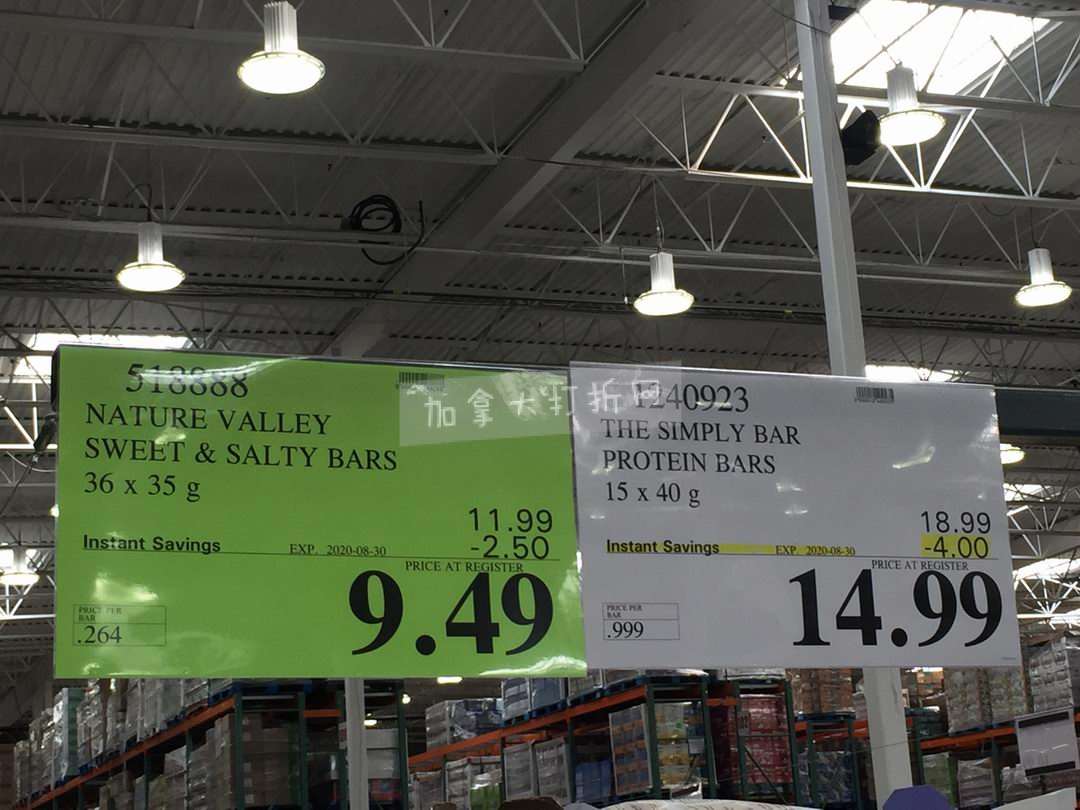 518888
NATURE VALLEY
SWEET & SALTY BARS
36 x 35 g
11.99
Instant Savings EXP. 2020-08-30 -2.50
PRICE AT REGISTER
9.49
PRICE PER
BAR
.264
加拿大打折网
1240923
THE SIMPLY BAR
PROTEIN BARS
15 x 40 g
18.99
Instant Savings EXP. 2020-08-30 -4.00
PRICE AT REGISTER
14.99
PRICE PER
BAR
.999